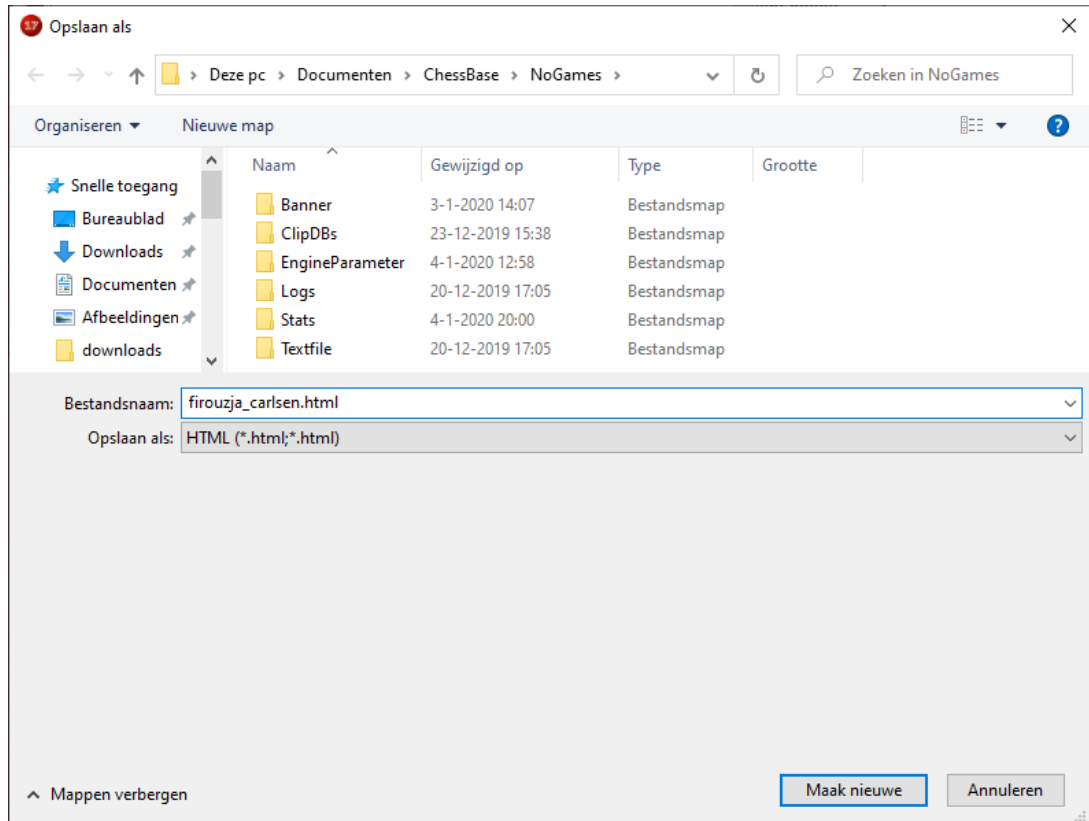 17 Opslaan als
Deze pc > Documenten > ChessBase > NoGames > Zoeken in NoGames
Organiseren Nieuwe map ?
Naam Gewijzigd op Type Grootte
Snelle toegang
Bureaublad
Downloads
Documenten
Afbeeldingen
downloads
Banner 3-1-2020 14:07 Bestandsmap
ClipDBs 23-12-2019 15:38 Bestandsmap
EngineParameter 4-1-2020 12:58 Bestandsmap
Logs 20-12-2019 17:05 Bestandsmap
Stats 4-1-2020 20:00 Bestandsmap
Textfile 20-12-2019 17:05 Bestandsmap
Bestandsnaam: firouzja_carlsen.html
Opslaan als: HTML (*.html;*.html)
Mappen verbergen Maak nieuwe Annuleren